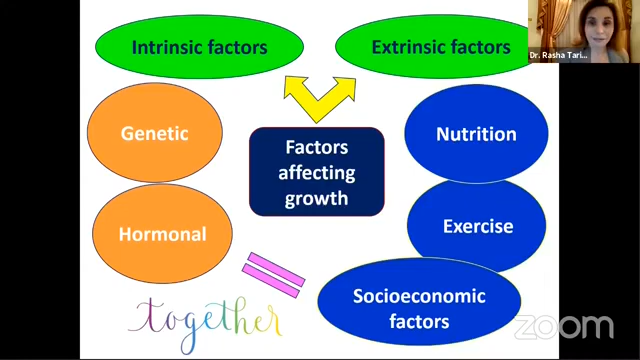 Intrinsic factors
Extrinsic factors
Dr. Rasha Tari...
Genetic
Factors
affecting
growth
Nutrition
Hormonal
Exercise
Socioeconomic
factors
together
zoom